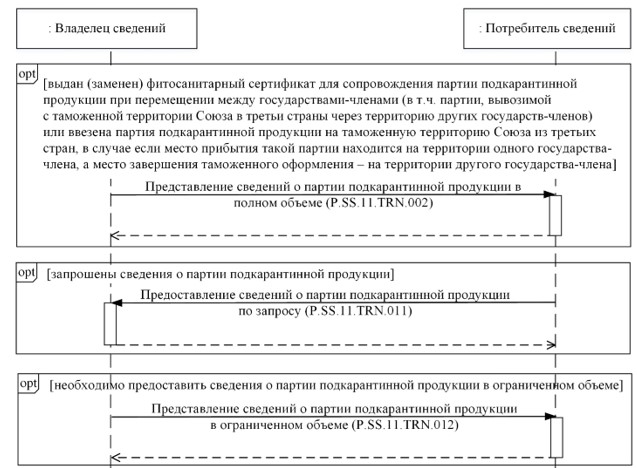 : Владелец сведений
: Потребитель сведений
opt
[выдан (заменен) фитосанитарный сертификат для сопровождения партии подкарантинной
продукции при перемещении между государствами-членами (в т.ч. партии, вывозимой
с таможенной территории Союза в третьи страны через территорию других государств-членов)
или ввезена партия подкарантинной продукции на таможенную территорию Союза из третьих
стран, в случае если место прибытия такой партии находится на территории одного государства-
члена, а место завершения таможенного оформления – на территории другого государства-члена]
Представление сведений о партии подкарантинной продукции в
полном объеме (P.SS.11.TRN.002)
opt
[запрошены сведения о партии подкарантинной продукции]
Предоставление сведений о партии подкарантинной продукции
по запросу (P.SS.11.TRN.011)
opt
[необходимо предоставить сведения о партии подкарантинной продукции в ограниченном объеме]
Представление сведений о партии подкарантинной продукции
в ограниченном объеме (P.SS.11.TRN.012)